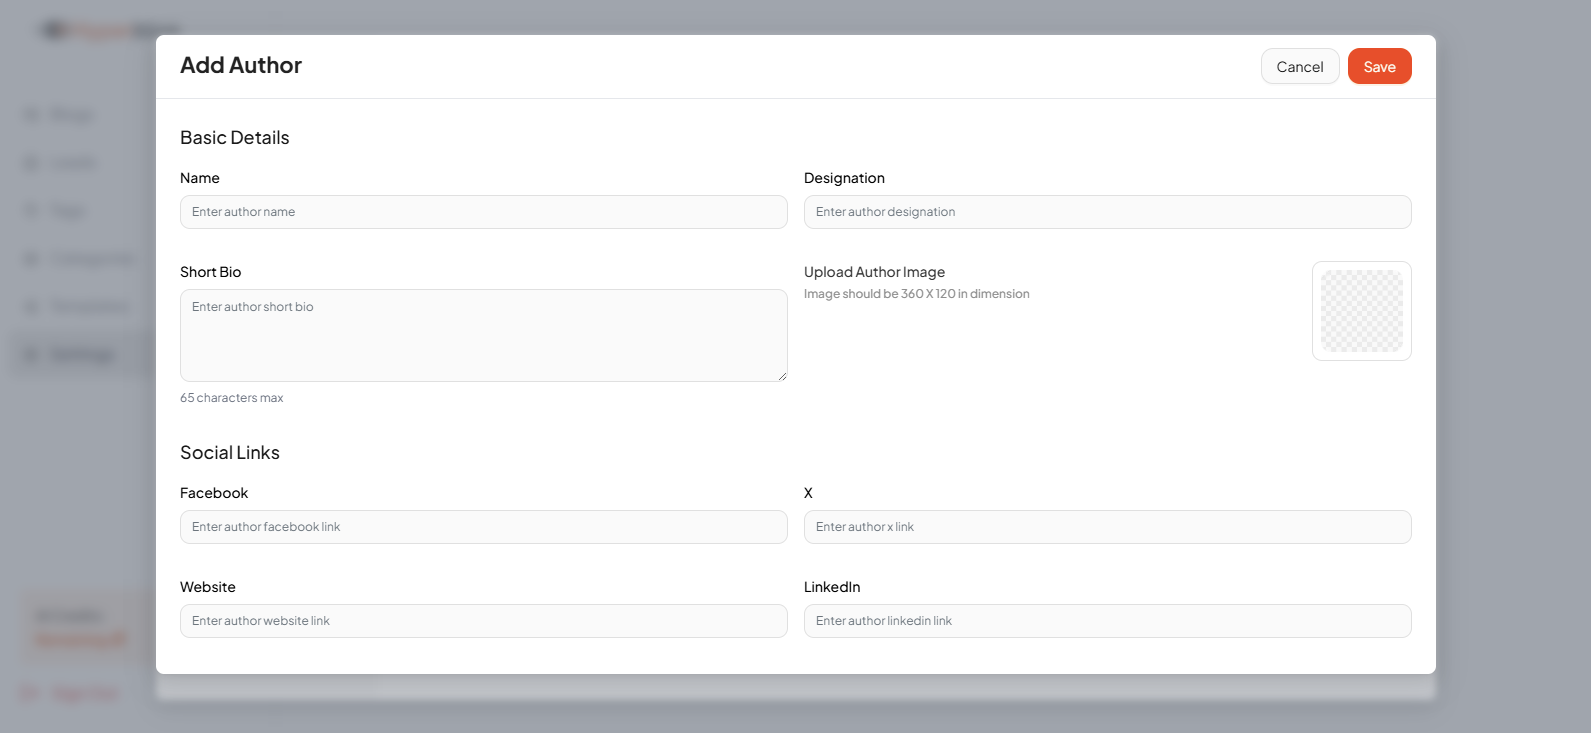 Add Author
Cancel
Save
Basic Details
Name
Designation
Enter author name
Enter author designation
Short Bio
Upload Author Image
Enter author short bio
Image should be 360 X 120 in dimension
65 characters max
Social Links
Facebook
X
Enter author facebook link
Enter author x link
Website
LinkedIn
Enter author website link
Enter author linkedin link